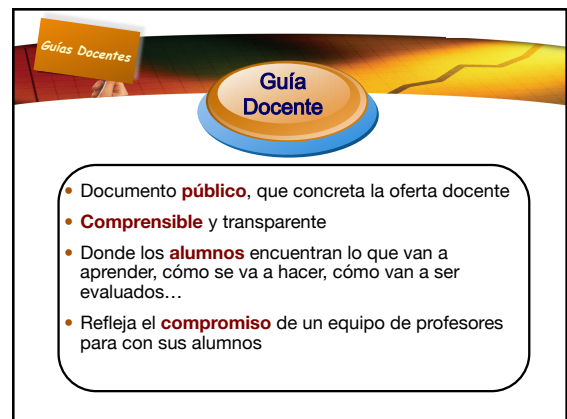 Guías Docentes
Guía
Docente
• Documento público, que concreta la oferta docente
• Comprensible y transparente
• Donde los alumnos encuentran lo que van a
aprender, cómo se va a hacer, cómo van a ser
evaluados…
• Refleja el compromiso de un equipo de profesores
para con sus alumnos